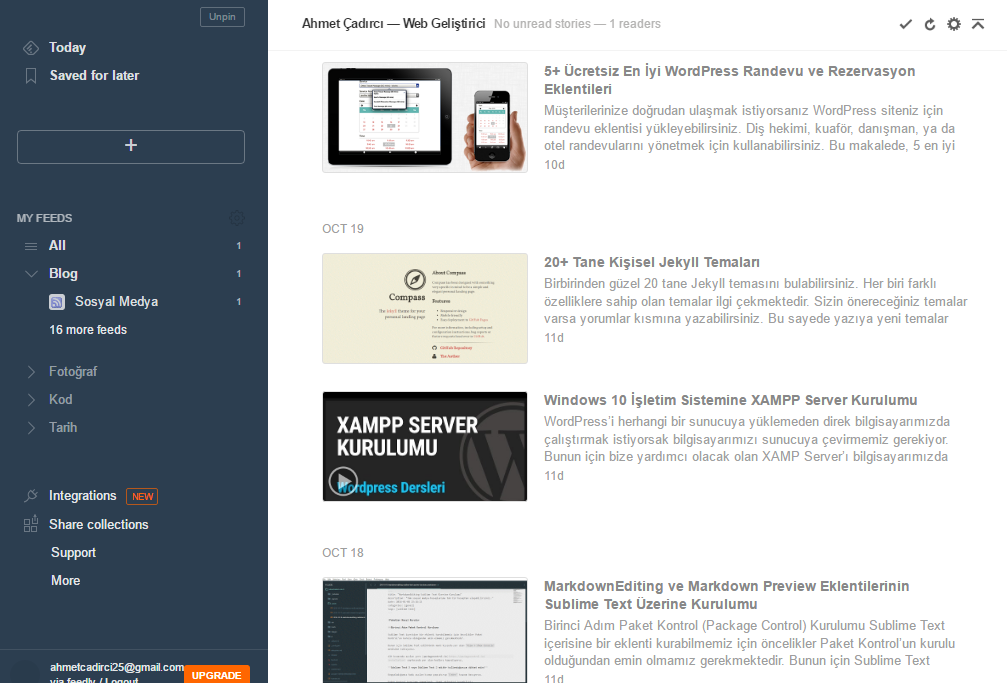 Unpin
Today
Saved for later
+
MY FEEDS
All 1
Blog 1
Sosyal Medya 1
16 more feeds
Fotoğraf
Kod
Tarih
Integrations NEW
Share collections
Support
More
ahmetcadirci25@gmail.com
via feedly / Logout
UPGRADE
Ahmet Çadırcı — Web Geliştirici No unread stories — 1 readers
5+ Ücretsiz En İyi WordPress Randevu ve Rezervasyon
Eklentileri
Müşterilerinize doğrudan ulaşmak istiyorsanız WordPress siteniz için
randevu eklentisi yükleyebilirsiniz. Diş hekimi, kuaför, danışman, ya da
otel randevularını yönetmek için kullanabilirsiniz. Bu makalede, 5 en iyi
10d
OCT 19
About Compass
Compass
Features
20+ Tane Kişisel Jekyll Temaları
Birbirinden güzel 20 tane Jekyll temasını bulabilirsiniz. Her biri farklı
özelliklere sahip olan temalar ilgi çekmektedir. Sizin önereceğiniz temalar
varsa yorumlar kısmına yazabilirsiniz. Bu sayede yazıya yeni temalar
11d
XAMPP SERVER
KURULUMU
Wordpress Dersleri
Windows 10 İşletim Sistemine XAMPP Server Kurulumu
WordPress’i herhangi bir sunucuya yüklemeden direk bilgisayarımızda
çalıştırmak istiyorsak bilgisayarımızı sunucuya çevirmemiz gerekiyor.
Bunun için bize yardımcı olacak olan XAMP Server’ı bilgisayarımızda
11d
OCT 18
MarkdownEditing ve Markdown Preview Eklentilerinin
Sublime Text Üzerine Kurulumu
Birinci Adım Paket Kontrol (Package Control) Kurulumu Sublime Text
içerisine bir eklenti kurabilmemiz için öncelikler Paket Kontrol’un kurulu
olduğundan emin olmamız gerekmektedir. Bunun için Sublime Text
11d